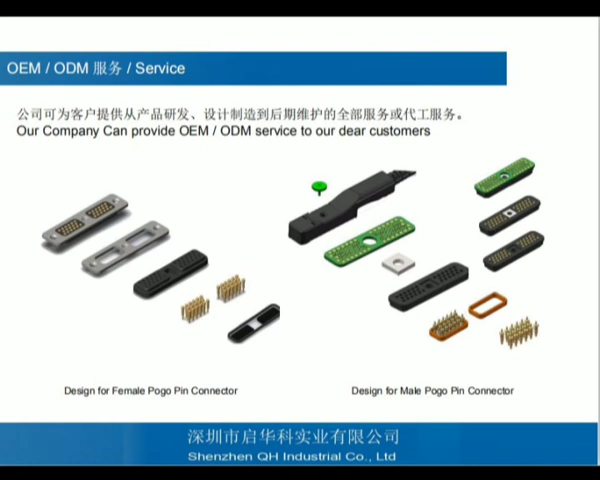 OEM / ODM 服务 / Service
公司可为客户提供从产品研发、设计制造到后期维护的全部服务或代工服务。
Our Company Can provide OEM / ODM service to our dear customers
Design for Female Pogo Pin Connector
Design for Male Pogo Pin Connector
深圳市启华科实业有限公司
Shenzhen QH Industrial Co., Ltd